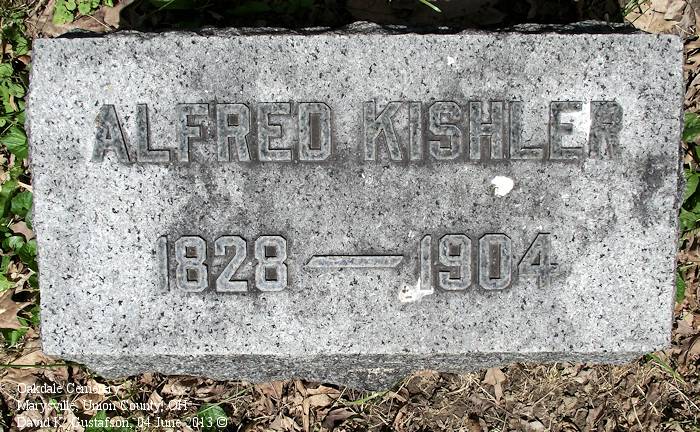 ALFRED KISHLER
1828 — 1904
Oakdale Cemetery
Marysville, Union County, OH
David K. Gustafson, 04 June 2013 ©